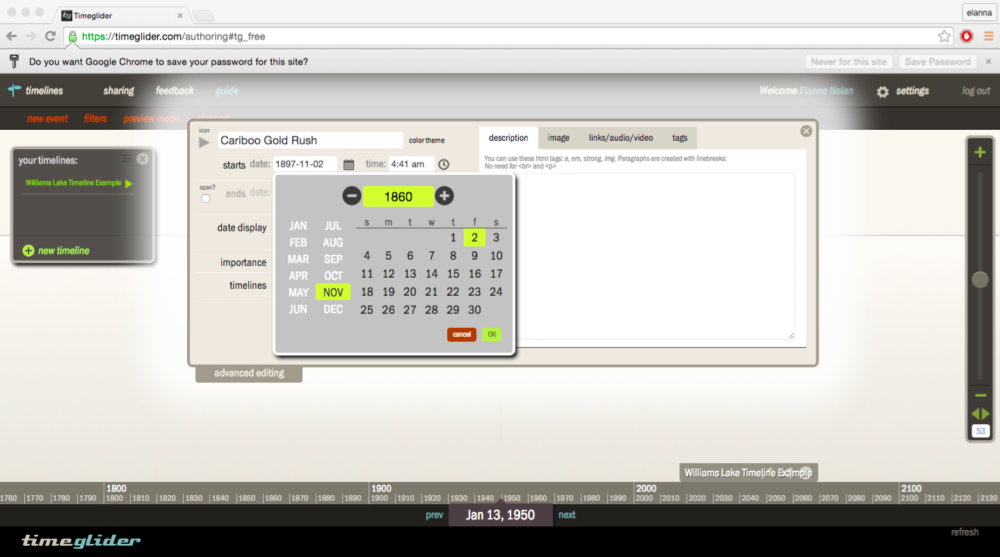 tg Timeglider
elanna
https://timeglider.com/authoring#tg_free
Do you want Google Chrome to save your password for this site?
Never for this site
Save Password
timelines
sharing
feedback
guide
Welcome Elanna Nolan
settings
log out
new event
filters
preview mode
your timelines:
Williams Lake Timeline Example
new timeline
icon
Cariboo Gold Rush
color theme
starts date: 1897-11-02 time: 4:41 am
span?
ends date:
date display
importance
timelines
1860
JAN JUL
FEB AUG
MAR SEP
APR OCT
MAY NOV
JUN DEC
s m t w t f s
1 2 3
4 5 6 7 8 9 10
11 12 13 14 15 16 17
18 19 20 21 22 23 24
25 26 27 28 29 30
cancel OK
description
image
links/audio/video
tags
You can use these html tags: a, em, strong, img. Paragraphs are created with linebreaks:
No need for <br> and <p>
advanced editing
53
Williams Lake Timeline Example
1800 1900 2000 2100
1760 1770 1780 1790 1800 1810 1820 1830 1840 1850 1860 1870 1880 1890 1900 1910 1920 1930 1940 1950 1960 1970 1980 1990 2000 2010 2020 2030 2040 2050 2060 2070 2080 2090 2100 2110 2120 2130
prev Jan 13, 1950 next
refresh
timeglider